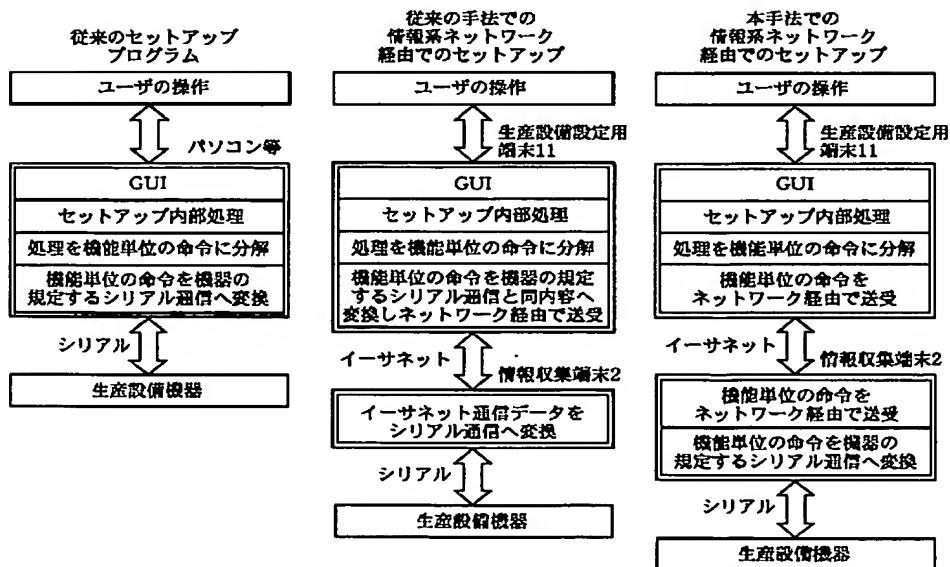 従来のセットアップ
プログラム
ユーザの操作
パソコン等
GUI
セットアップ内部処理
処理を機能単位の命令に分解
機能単位の命令を機器の
規定するシリアル通信へ変換
シリアル
生産設備機器
従来の手法での
情報系ネットワーク
経由でのセットアップ
ユーザの操作
生産設備設定用
端末11
GUI
セットアップ内部処理
処理を機能単位の命令に分解
機能単位の命令を機器の規定
するシリアル通信と同内容へ
変換しネットワーク経由で送受
イーサネット
情報収集端末2
イーサネット通信データを
シリアル通信へ変換
シリアル
生産設備機器
本手法での
情報系ネットワーク
経由でのセットアップ
ユーザの操作
生産設備設定用
端末11
GUI
セットアップ内部処理
処理を機能単位の命令に分解
機能単位の命令を
ネットワーク経由で送受
イーサネット
情報収集端末2
機能単位の命令を
ネットワーク経由で送受
機能単位の命令を機器の
規定するシリアル通信へ変換
シリアル
生産設備機器